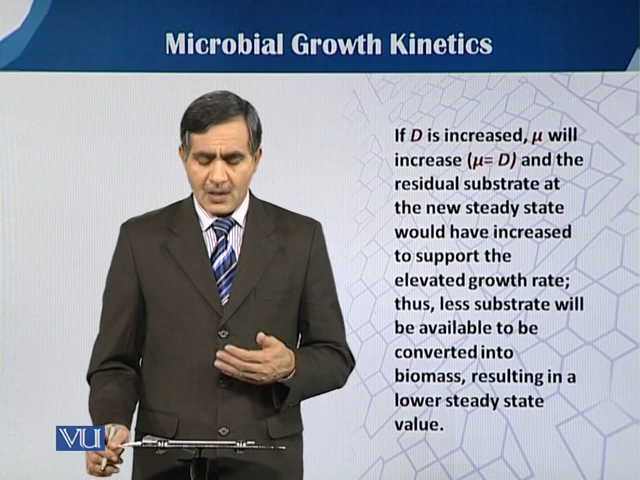 Microbial Growth Kinetics
If D is increased, µ will
increase (µ= D) and the
residual substrate at
the new steady state
would have increased
to support the
elevated growth rate;
thus, less substrate will
be available to be
converted into
biomass, resulting in a
lower steady state
value.
VU